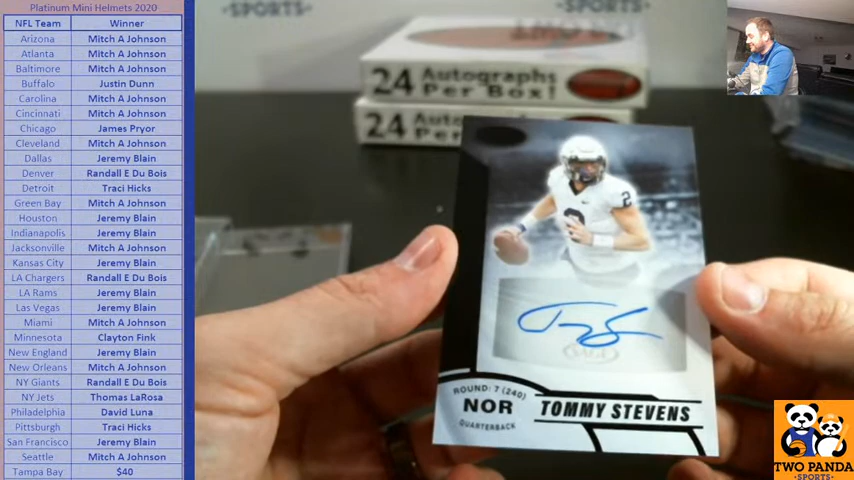 Platinum Mini Helmets 2020
NFL Team Winner
Arizona Mitch A Johnson
Atlanta Mitch A Johnson
Baltimore Mitch A Johnson
Buffalo Justin Dunn
Carolina Mitch A Johnson
Cincinnati Mitch A Johnson
Chicago James Pryor
Cleveland Mitch A Johnson
Dallas Jeremy Blain
Denver Randall E Du Bois
Detroit Traci Hicks
Green Bay Mitch A Johnson
Houston Jeremy Blain
Indianapolis Jeremy Blain
Jacksonville Mitch A Johnson
Kansas City Jeremy Blain
LA Chargers Randall E Du Bois
LA Rams Jeremy Blain
Las Vegas Jeremy Blain
Miami Mitch A Johnson
Minnesota Clayton Fink
New England Jeremy Blain
New Orleans Mitch A Johnson
NY Giants Randall E Du Bois
NY Jets Thomas LaRosa
Philadelphia David Luna
Pittsburgh Traci Hicks
San Francisco Jeremy Blain
Seattle Mitch A Johnson
Tampa Bay $40
SPORTS
SPORTS
24 Autographs
Per Box!
24 Autographs
Per
2
SAGE
ROUND: 7 (240)
NOR
QUARTERBACK
TOMMY STEVENS
TWO PANDA
SPORTS